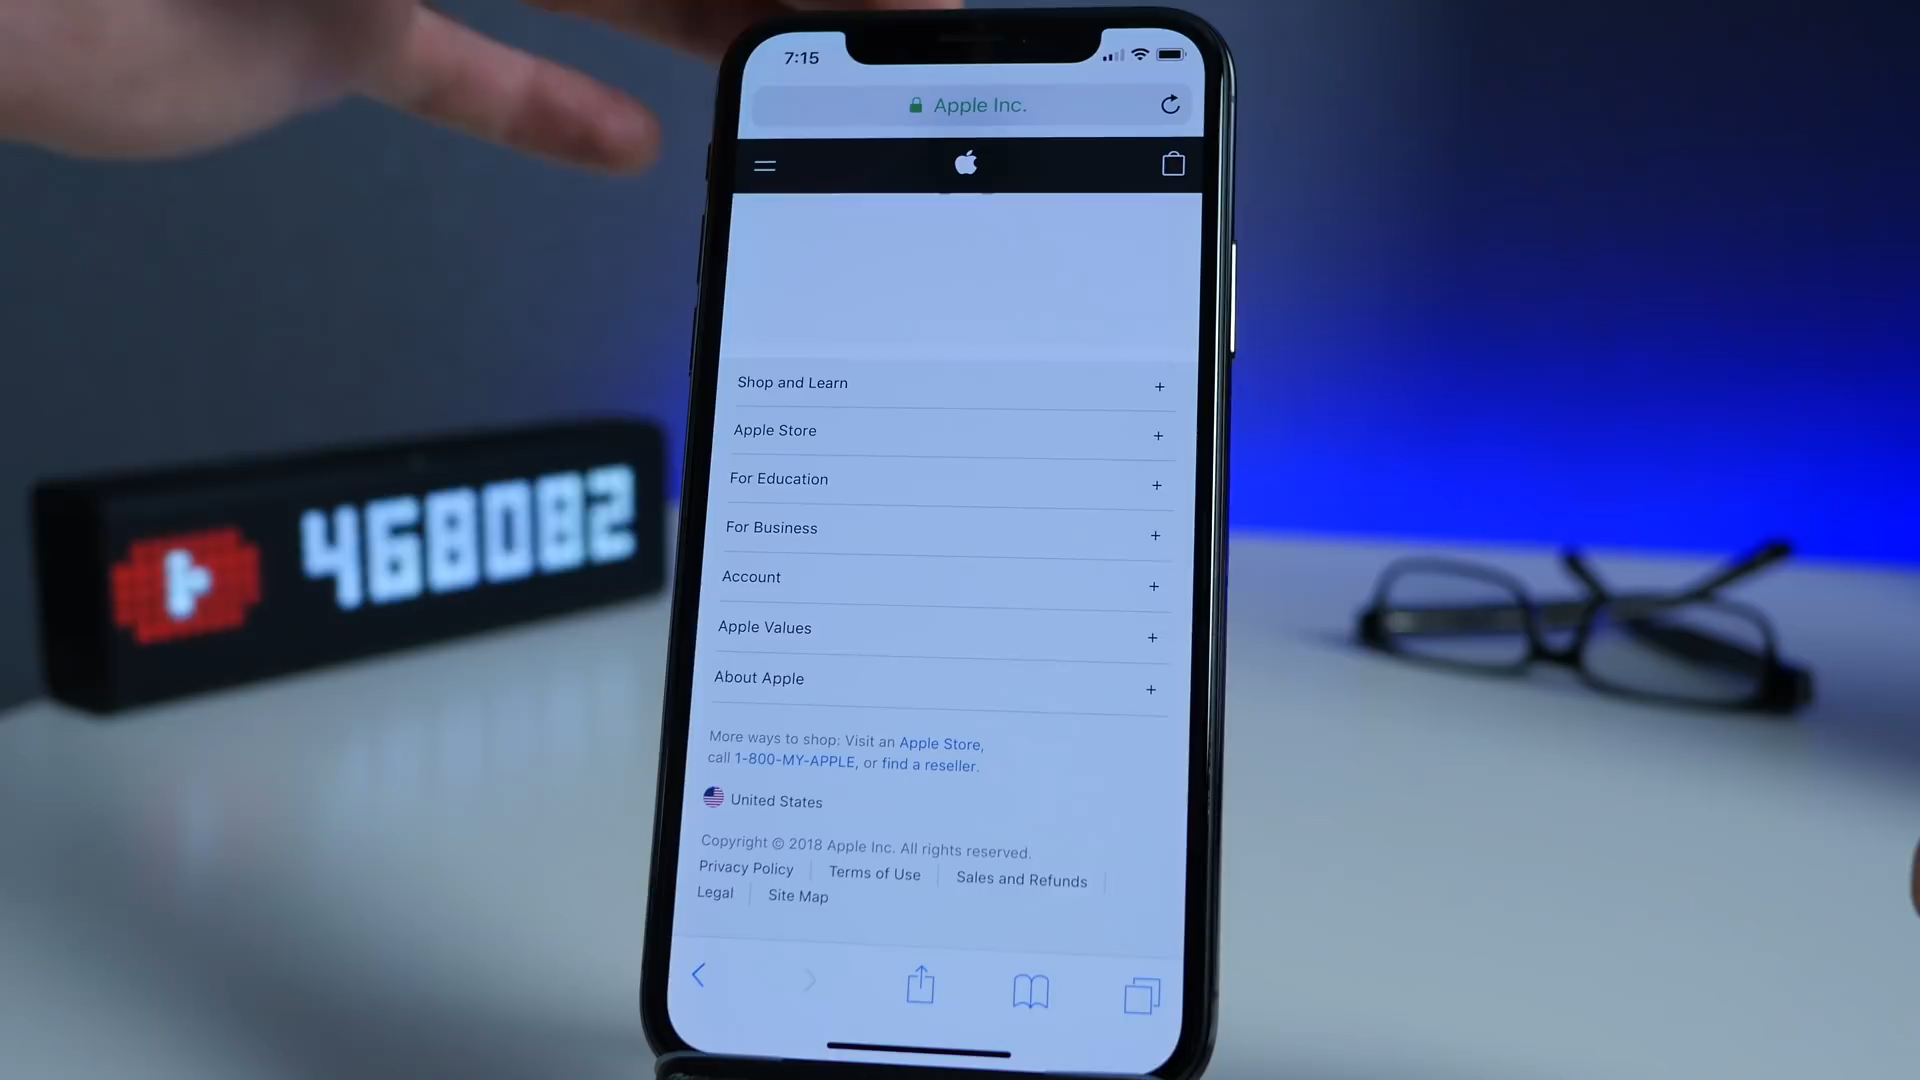 7:15
Apple Inc.
Shop and Learn +
Apple Store +
For Education +
For Business +
Account +
Apple Values +
About Apple +
More ways to shop: Visit an Apple Store,
call 1-800-MY-APPLE, or find a reseller.
United States
Copyright © 2018 Apple Inc. All rights reserved.
Privacy Policy | Terms of Use | Sales and Refunds |
Legal | Site Map
468082